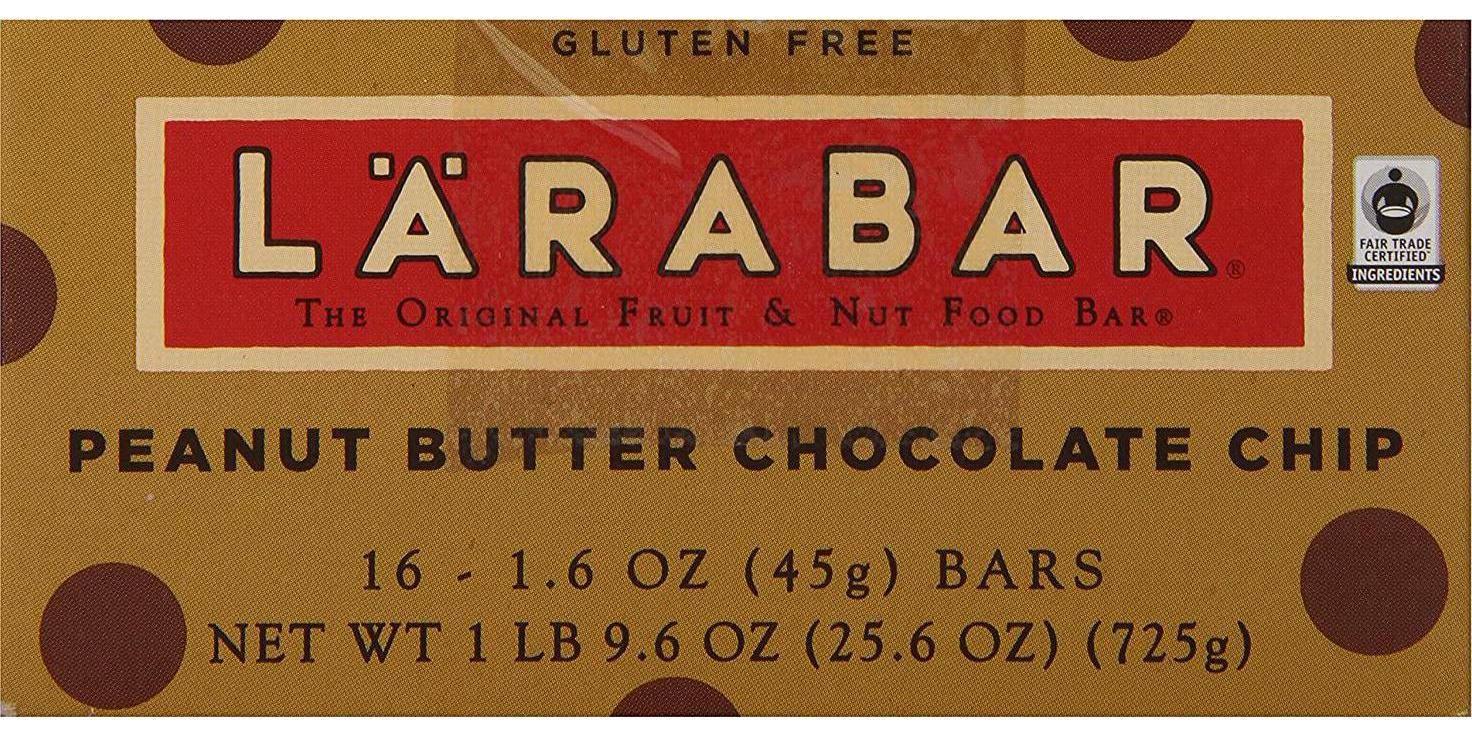 GLUTEN FREE
LÄRABAR®
THE ORIGINAL FRUIT & NUT FOOD BAR®
FAIR TRADE
CERTIFIED™
INGREDIENTS
PEANUT BUTTER CHOCOLATE CHIP
16 - 1.6 OZ (45g) BARS
NET WT 1 LB 9.6 OZ (25.6 OZ) (725g)